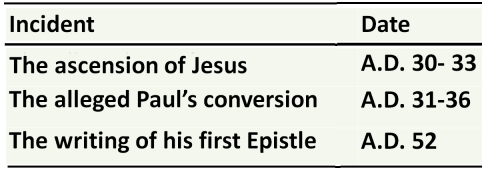 Incident Date
The ascension of Jesus A.D. 30- 33
The alleged Paul’s conversion A.D. 31-36
The writing of his first Epistle A.D. 52